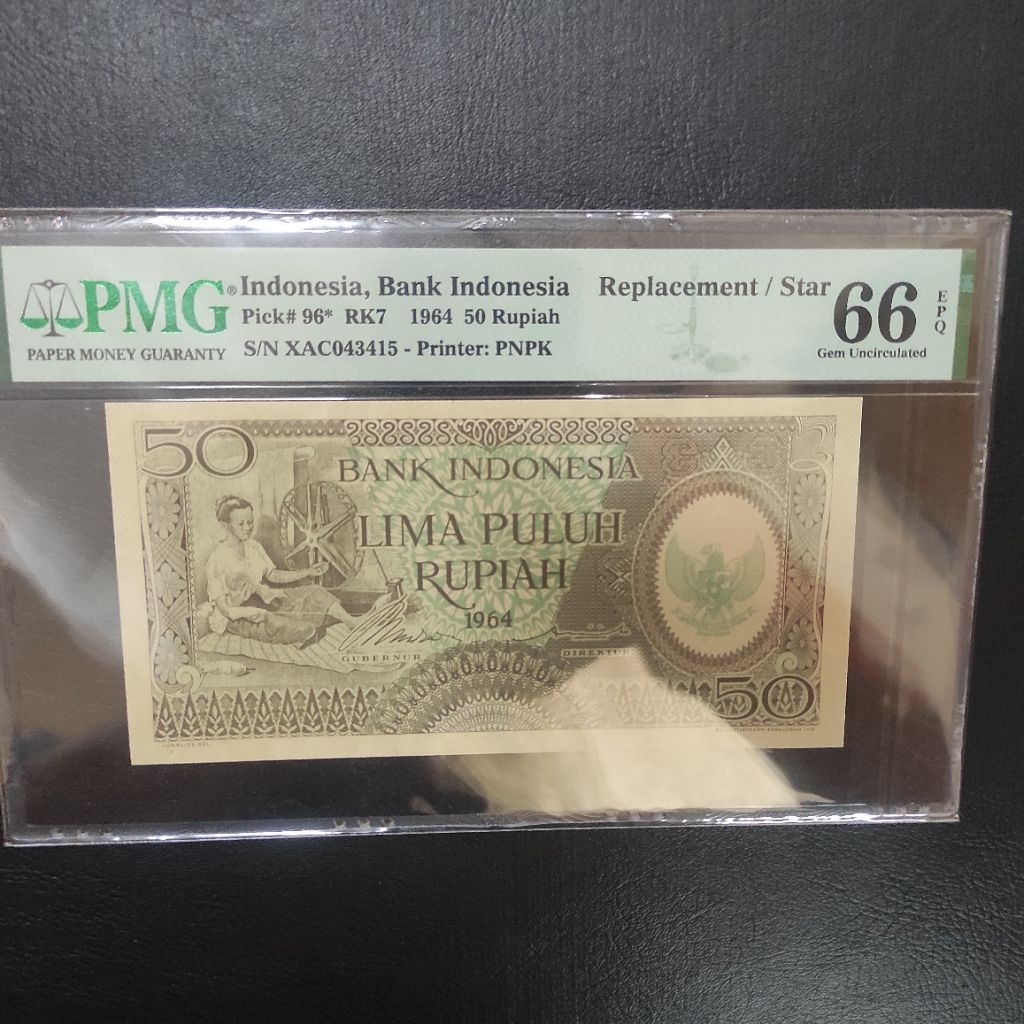 PMG® Indonesia, Bank Indonesia Replacement / Star 66 EPQ
Pick# 96* RK7 1964 50 Rupiah
PAPER MONEY GUARANTY S/N XAC043415 - Printer: PNPK Gem Uncirculated
50
BANK INDONESIA
LIMA PULUH
RUPIAH
1964
GUBERNUR DIREKTUR
50